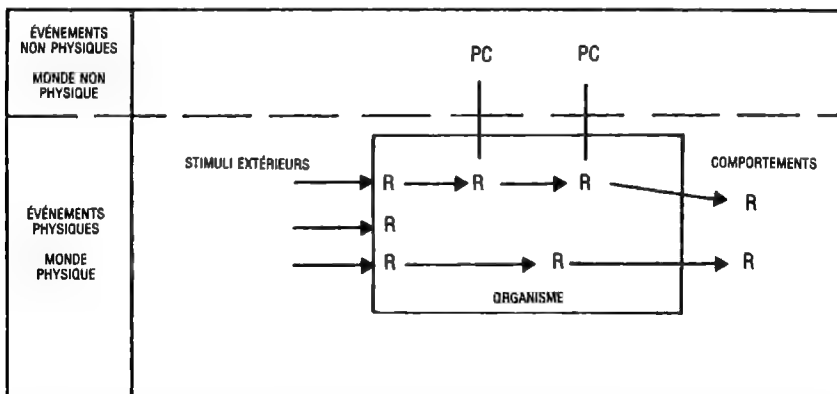 ÉVÉNEMENTS
NON PHYSIQUES
MONDE NON
PHYSIQUE
PC PC
STIMULI EXTÉRIEURS
COMPORTEMENTS
R R R R
R
R R R
ORGANISME
ÉVÉNEMENTS
PHYSIQUES
MONDE
PHYSIQUE